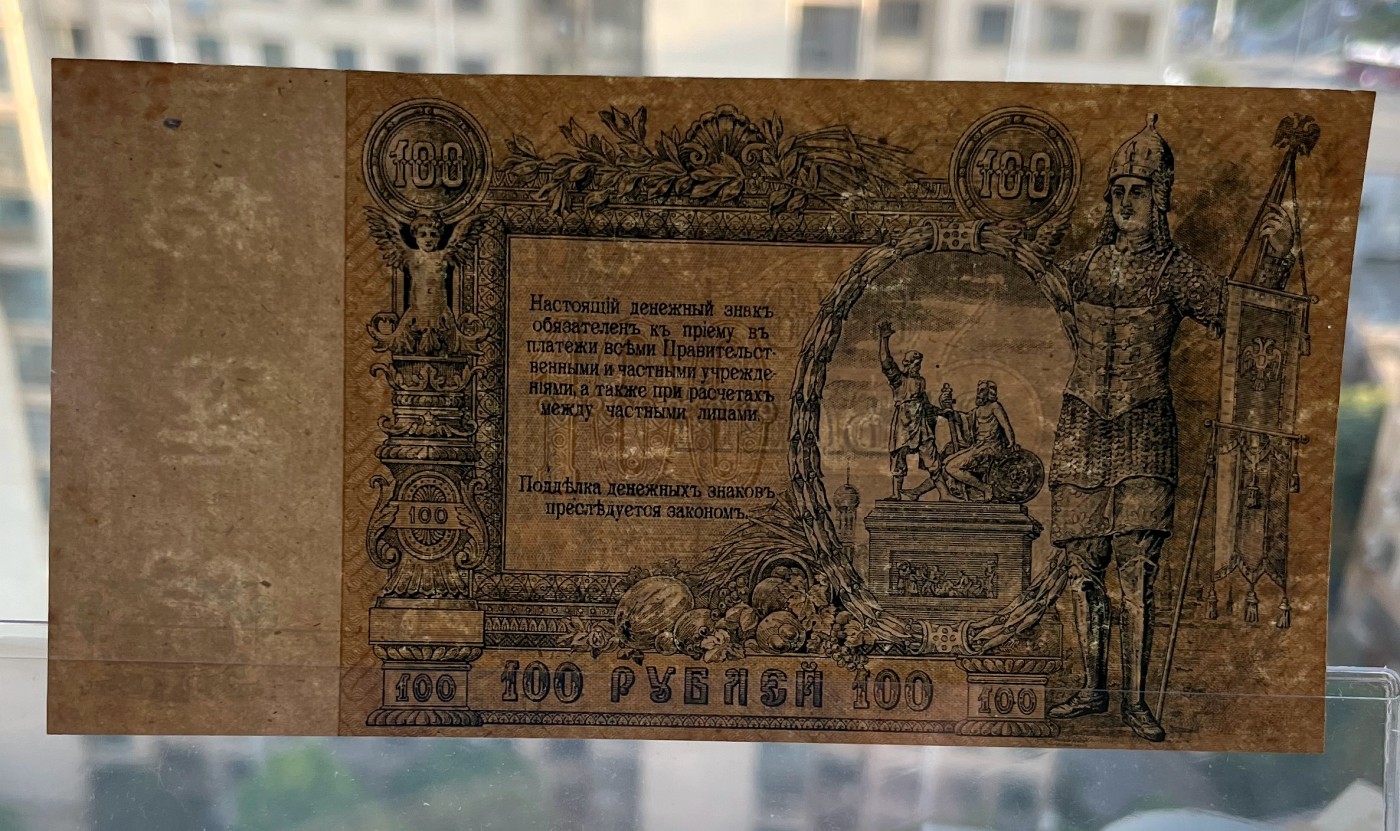 100 100
Настоящій денежный знакъ
обязателенъ къ пріему въ
платежи всѣми Правительст-
венными и частными учрежде-
ніями, а также при расчетахъ
между частными лицами.
Поддѣлка денежныхъ знаковъ
преслѣдуется закономъ.
100
100 100 РУБЛЕЙ 100 100